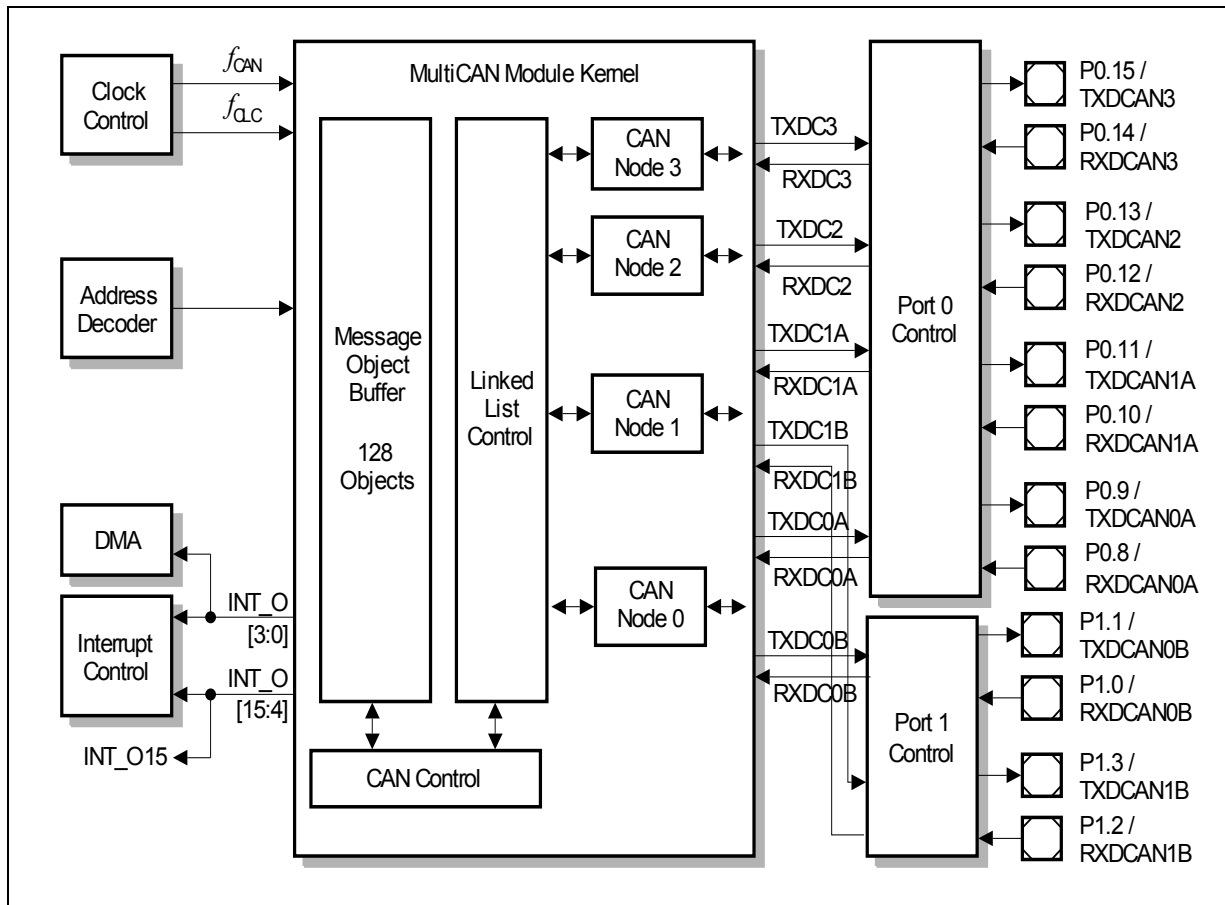 Clock
Control
fCAN
fCLC
Address
Decoder
DMA
Interrupt
Control
INT_O
[3:0]
INT_O
[15:4]
INT_O15
MultiCAN Module Kernel
Message
Object
Buffer
128
Objects
Linked
List
Control
CAN Control
CAN
Node 3
CAN
Node 2
CAN
Node 1
CAN
Node 0
TXDC3
RXDC3
TXDC2
RXDC2
TXDC1A
RXDC1A
TXDC1B
RXDC1B
TXDC0A
RXDC0A
TXDC0B
RXDC0B
Port 0
Control
Port 1
Control
P0.15 /
TXDCAN3
P0.14 /
RXDCAN3
P0.13 /
TXDCAN2
P0.12 /
RXDCAN2
P0.11 /
TXDCAN1A
P0.10 /
RXDCAN1A
P0.9 /
TXDCAN0A
P0.8 /
RXDCAN0A
P1.1 /
TXDCAN0B
P1.0 /
RXDCAN0B
P1.3 /
TXDCAN1B
P1.2 /
RXDCAN1B